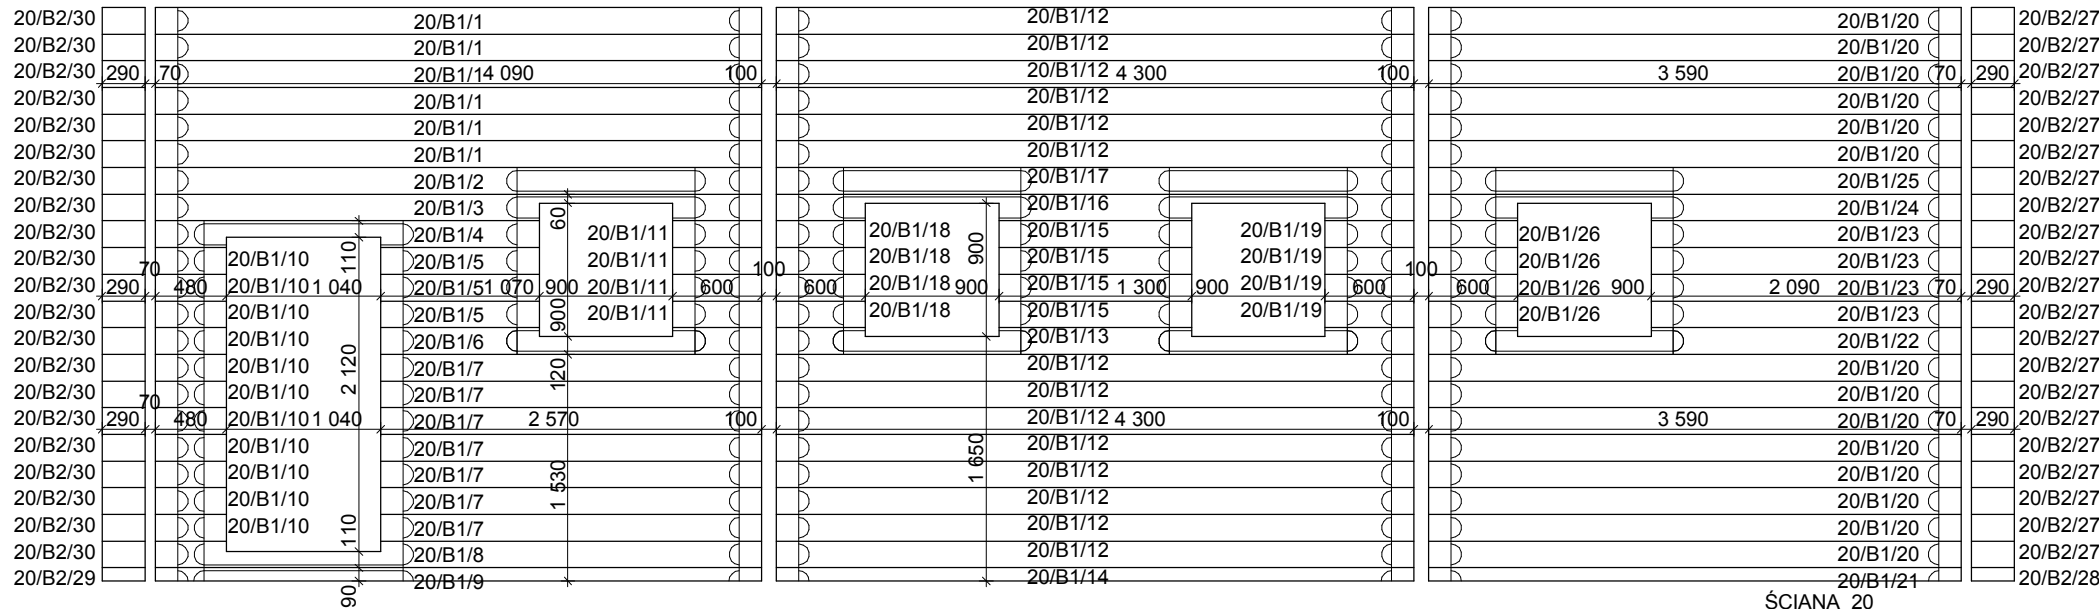 20/B2/30 20/B1/1 20/B1/12 20/B1/20 20/B2/27
20/B2/30 20/B1/1 20/B1/12 20/B1/20 20/B2/27
20/B2/30 290 70 20/B1/1 4 090 100 20/B1/12 4 300 100 3 590 20/B1/20 70 290 20/B2/27
20/B2/30 20/B1/1 20/B1/12 20/B1/20 20/B2/27
20/B2/30 20/B1/1 20/B1/12 20/B1/20 20/B2/27
20/B2/30 20/B1/1 20/B1/12 20/B1/20 20/B2/27
20/B2/30 20/B1/2 20/B1/17 20/B1/25 20/B2/27
20/B2/30 20/B1/3 60 20/B1/16 20/B1/24 20/B2/27
20/B2/30 20/B1/4 20/B1/11 20/B1/18 900 20/B1/15 20/B1/19 20/B1/26 20/B1/23 20/B2/27
20/B2/30 20/B1/10 110 20/B1/5 20/B1/11 20/B1/18 20/B1/15 20/B1/19 20/B1/26 20/B1/23 20/B2/27
70 100 100
20/B2/30 290 480 20/B1/10 1 040 20/B1/5 1 070 900 20/B1/11 600 600 20/B1/18 900 20/B1/15 1 300 900 20/B1/19 600 600 20/B1/26 900 2 090 20/B1/23 70 290 20/B2/27
20/B2/30 20/B1/10 20/B1/5 900 20/B1/11 20/B1/18 20/B1/15 20/B1/19 20/B1/26 20/B1/23 20/B2/27
20/B2/30 20/B1/10 20/B1/6 20/B1/13 20/B1/22 20/B2/27
20/B2/30 20/B1/10 2 120 20/B1/7 120 20/B1/12 20/B1/20 20/B2/27
20/B2/30 20/B1/10 20/B1/7 20/B1/12 20/B1/20 20/B2/27
70
20/B2/30 290 480 20/B1/10 1 040 20/B1/7 2 570 100 20/B1/12 4 300 100 3 590 20/B1/20 70 290 20/B2/27
20/B2/30 20/B1/10 20/B1/7 1 650 20/B1/12 20/B1/20 20/B2/27
20/B2/30 20/B1/10 20/B1/7 1 530 20/B1/12 20/B1/20 20/B2/27
20/B2/30 20/B1/10 20/B1/7 20/B1/12 20/B1/20 20/B2/27
20/B2/30 20/B1/10 110 20/B1/7 20/B1/12 20/B1/20 20/B2/27
20/B2/30 20/B1/8 20/B1/12 20/B1/20 20/B2/27
20/B2/29 90 20/B1/9 20/B1/14 20/B1/21 20/B2/28
ŚCIANA 20